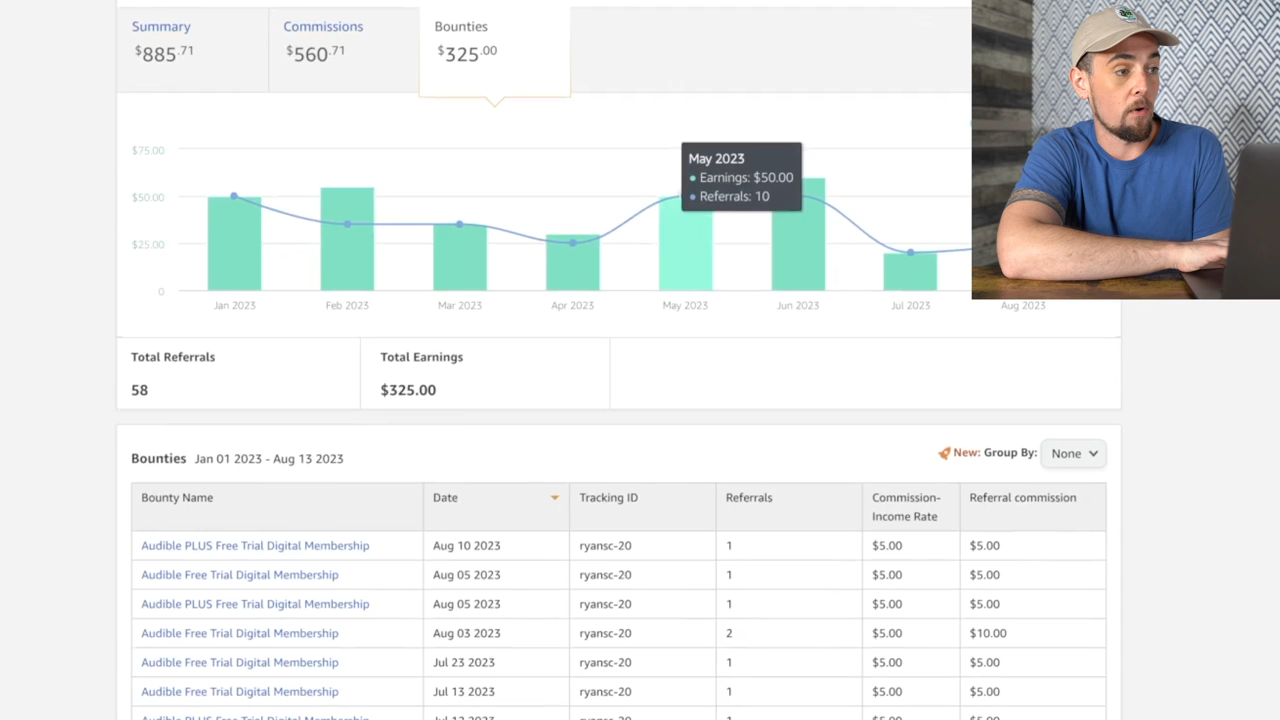 Summary
$885.71
Commissions
$560.71
Bounties
$325.00
$75.00
$50.00
$25.00
0
May 2023
Earnings: $50.00
Referrals: 10
Jan 2023
Feb 2023
Mar 2023
Apr 2023
May 2023
Jun 2023
Jul 2023
Aug 2023
Total Referrals
58
Total Earnings
$325.00
Bounties Jan 01 2023 - Aug 13 2023
New: Group By: None
Bounty Name Date Tracking ID Referrals Commission-Income Rate Referral commission
Audible PLUS Free Trial Digital Membership Aug 10 2023 ryansc-20 1 $5.00 $5.00
Audible Free Trial Digital Membership Aug 05 2023 ryansc-20 1 $5.00 $5.00
Audible PLUS Free Trial Digital Membership Aug 05 2023 ryansc-20 1 $5.00 $5.00
Audible Free Trial Digital Membership Aug 03 2023 ryansc-20 2 $5.00 $10.00
Audible Free Trial Digital Membership Jul 23 2023 ryansc-20 1 $5.00 $5.00
Audible Free Trial Digital Membership Jul 13 2023 ryansc-20 1 $5.00 $5.00